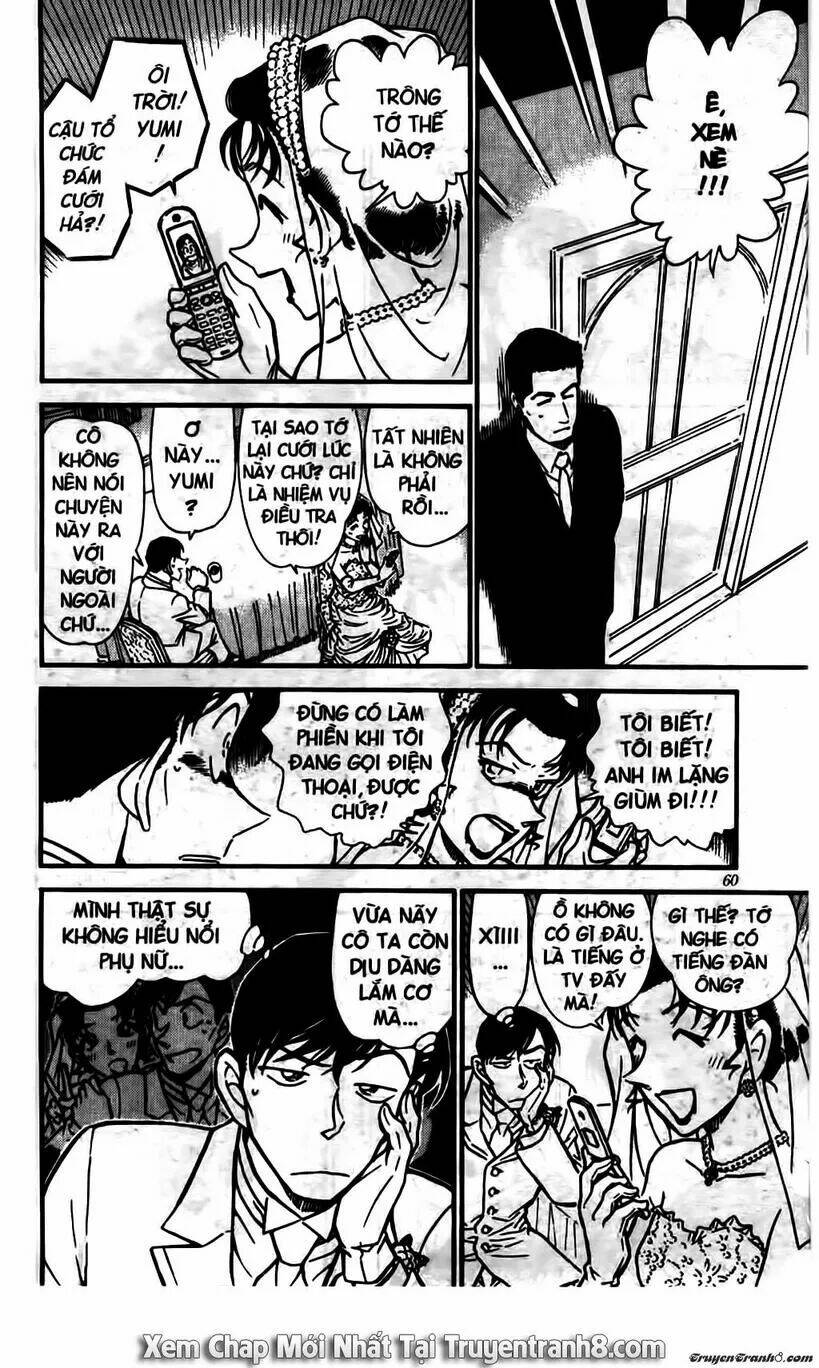 Ê,
XEM
NÈ
!!!
TRÔNG
TỚ THẾ
NÀO?
ÔI
TRỜI!
YUMI
!
CẬU TỔ
CHỨC
ĐÁM
CƯỚI
HẢ?!
TẤT NHIÊN
LÀ KHÔNG
PHẢI
RỒI...
TẠI SAO TỚ
LẠI CƯỚI LÚC
NÀY CHỨ? CHỈ
LÀ NHIỆM VỤ
ĐIỀU TRA
THÔI!
Ơ
NÀY...
YUMI
?
CÔ
KHÔNG
NÊN NÓI
CHUYỆN
NÀY RA
VỚI
NGƯỜI
NGOÀI
CHỨ...
TÔI BIẾT!
TÔI BIẾT!
ANH IM LẶNG
GIÙM ĐI!!!
ĐỪNG CÓ LÀM
PHIỀN KHI TÔI
ĐANG GỌI ĐIỆN
THOẠI, ĐƯỢC
CHỨ?!
60
GÌ THẾ? TỚ
NGHE CÓ
TIẾNG ĐÀN
ÔNG?
Ồ KHÔNG
CÓ GÌ ĐÂU.
LÀ TIẾNG Ở
TV ĐẤY
MÀ!
XÌIII
...
VỪA NÃY
CÔ TA CÒN
DỊU DÀNG
LẮM CƠ
MÀ...
MÌNH THẬT SỰ
KHÔNG HIỂU NỔI
PHỤ NỮ...
Xem Chap Mới Nhất Tại Truyentranh8.com
TruyenTranh8.com